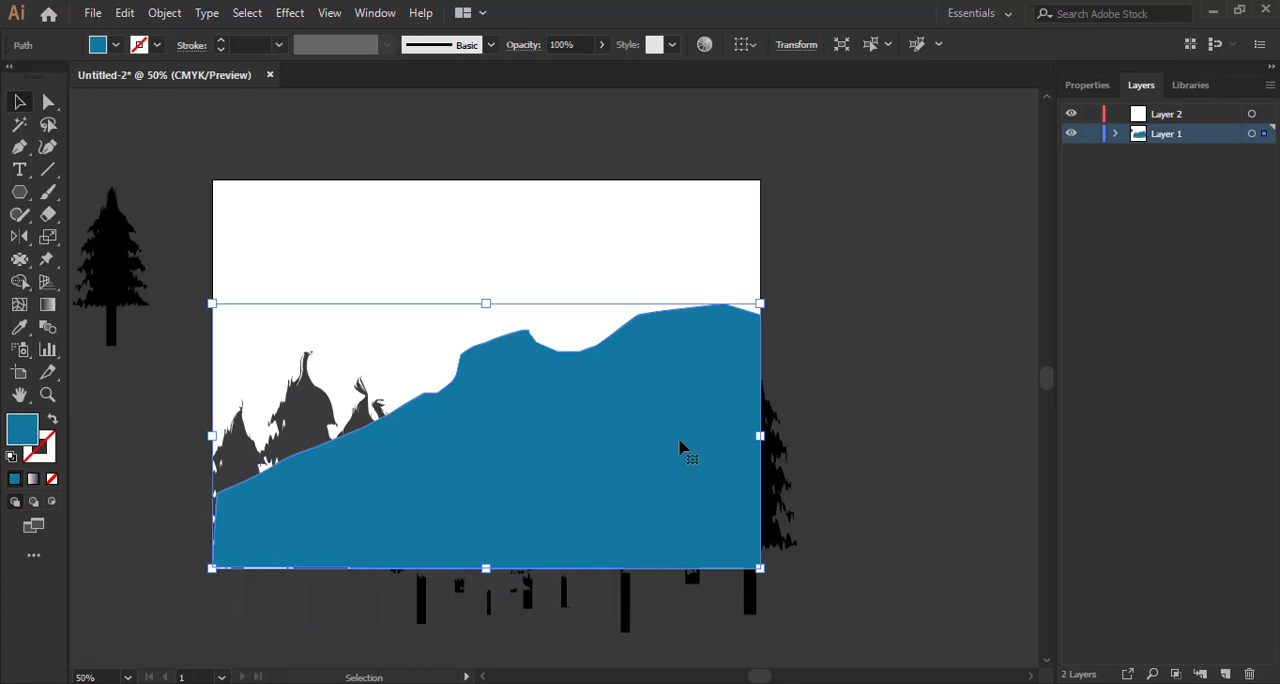 Ai File Edit Object Type Select Effect View Window Help Essentials Search Adobe Stock
Path Stroke: Basic Opacity: 100% Style: Transform
Untitled-2* @ 50% (CMYK/Preview)
Properties Layers Libraries
Layer 2
Layer 1
50% 1 Selection 2 Layers